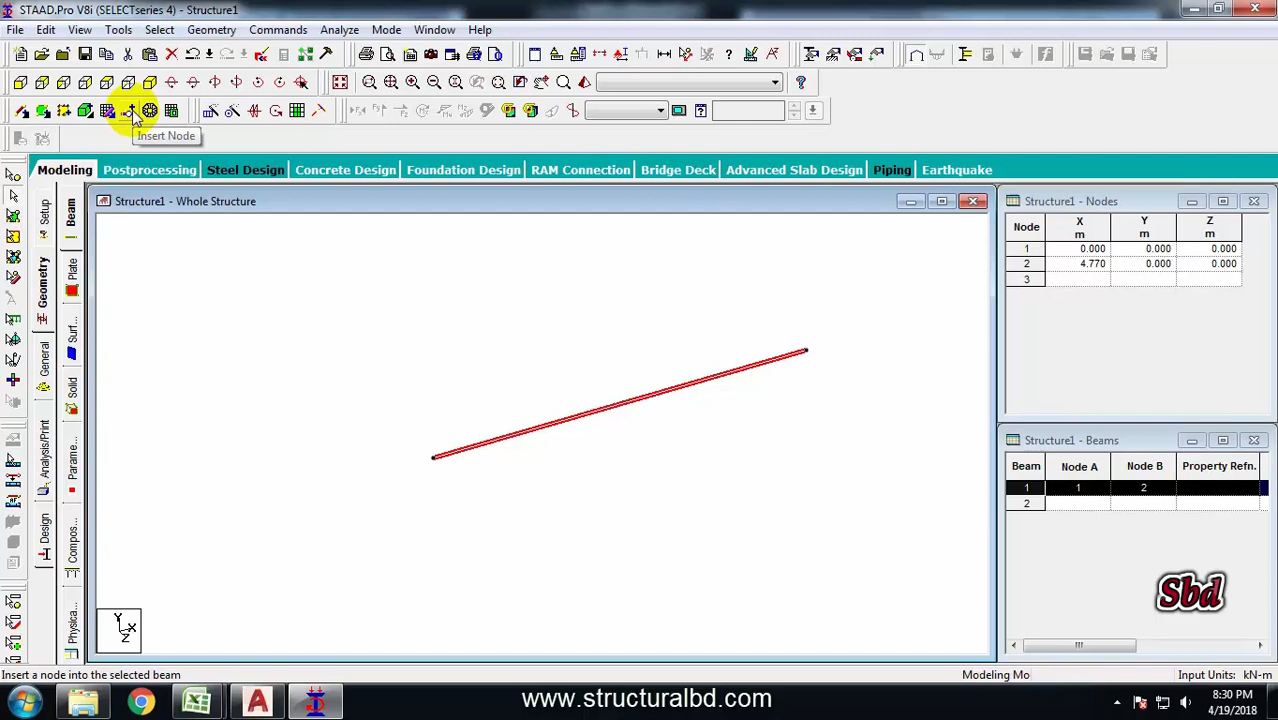 STAAD.Pro V8i (SELECTseries 4) - Structure1
File Edit View Tools Select Geometry Commands Analyze Mode Window Help
Insert Node
Modeling Postprocessing Steel Design Concrete Design Foundation Design RAM Connection Bridge Deck Advanced Slab Design Piping Earthquake
Setup
Geometry
General
Analysis/Print
Design
Beam
Plate
Surf...
Solid
Parame...
Compos...
Physica...
Structure1 - Whole Structure
Y
X
Z
Structure1 - Nodes
Node X m Y m Z m
1 0.000 0.000 0.000
2 4.770 0.000 0.000
3
Structure1 - Beams
Beam Node A Node B Property Refn.
1 1 2
2
Sbd
Insert a node into the selected beam
Modeling Mo
Input Units: kN-m
www.structuralbd.com
8:30 PM
4/19/2018